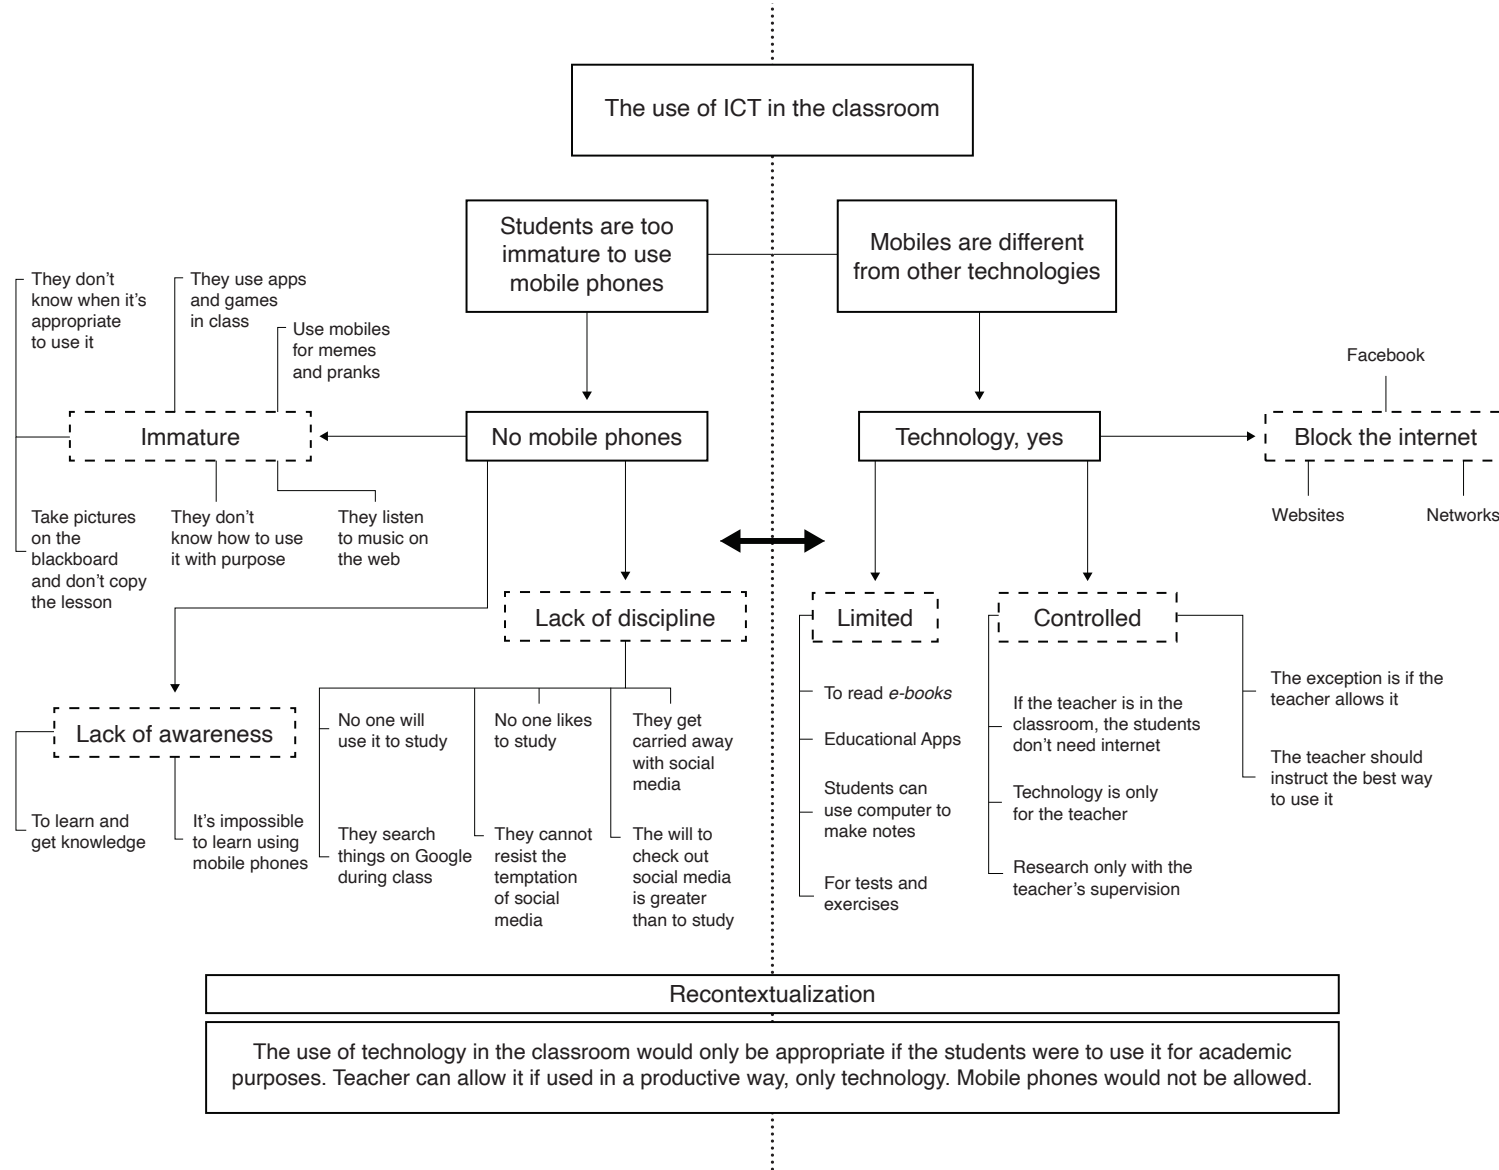 The use of ICT in the classroom
Students are too
immature to use
mobile phones
Mobiles are different
from other technologies
They don't
know when it's
appropriate
to use it
They use apps
and games
in class
Use mobiles
for memes
and pranks
Facebook
Immature
No mobile phones
Technology, yes
Block the internet
Take pictures
on the
blackboard
and don't copy
the lesson
They don't
know how to use
it with purpose
They listen
to music on
the web
Websites
Networks
Lack of discipline
Limited
Controlled
Lack of awareness
To learn and
get knowledge
It's impossible
to learn using
mobile phones
No one will
use it to study
No one likes
to study
They get
carried away
with social
media
They search
things on Google
during class
They cannot
resist the
temptation
of social
media
The will to
check out
social media
is greater
than to study
To read e-books
Educational Apps
Students can
use computer to
make notes
For tests and
exercises
If the teacher is in the
classroom, the students
don't need internet
Technology is only
for the teacher
Research only with the
teacher's supervision
The exception is if the
teacher allows it
The teacher should
instruct the best way
to use it
Recontextualization
The use of technology in the classroom would only be appropriate if the students were to use it for academic
purposes. Teacher can allow it if used in a productive way, only technology. Mobile phones would not be allowed.